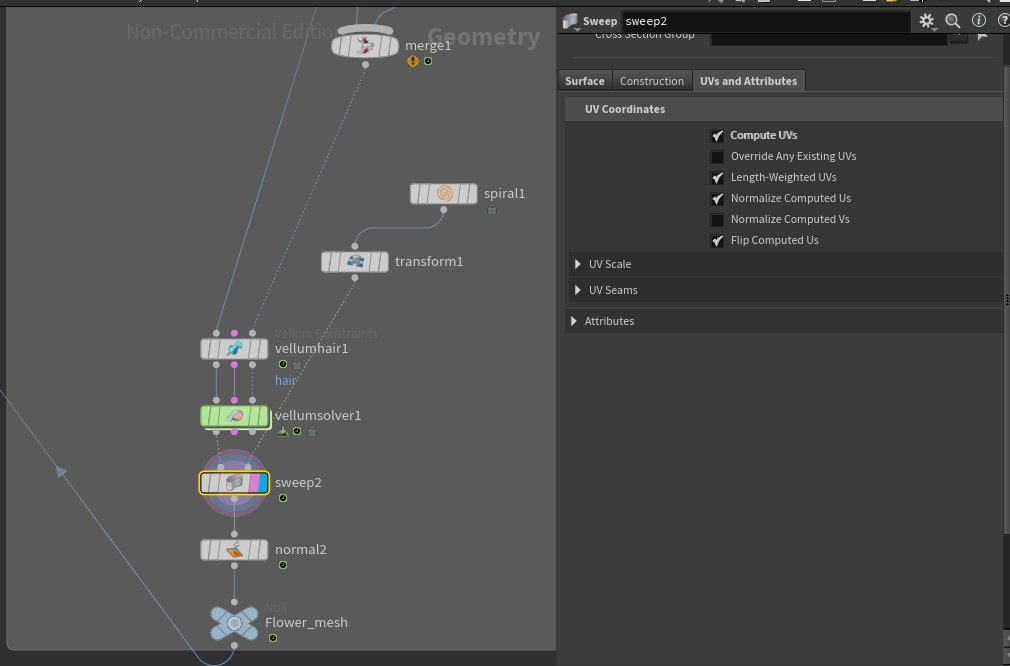 Non-Commercial Edition
Geometry
merge1
spiral1
transform1
Vellum Constraints
vellumhair1
hair
vellumsolver1
sweep2
normal2
Null
Flower_mesh
Sweep sweep2
Cross Section Group
Surface Construction UVs and Attributes
UV Coordinates
Compute UVs
Override Any Existing UVs
Length-Weighted UVs
Normalize Computed Us
Normalize Computed Vs
Flip Computed Us
UV Scale
UV Seams
Attributes